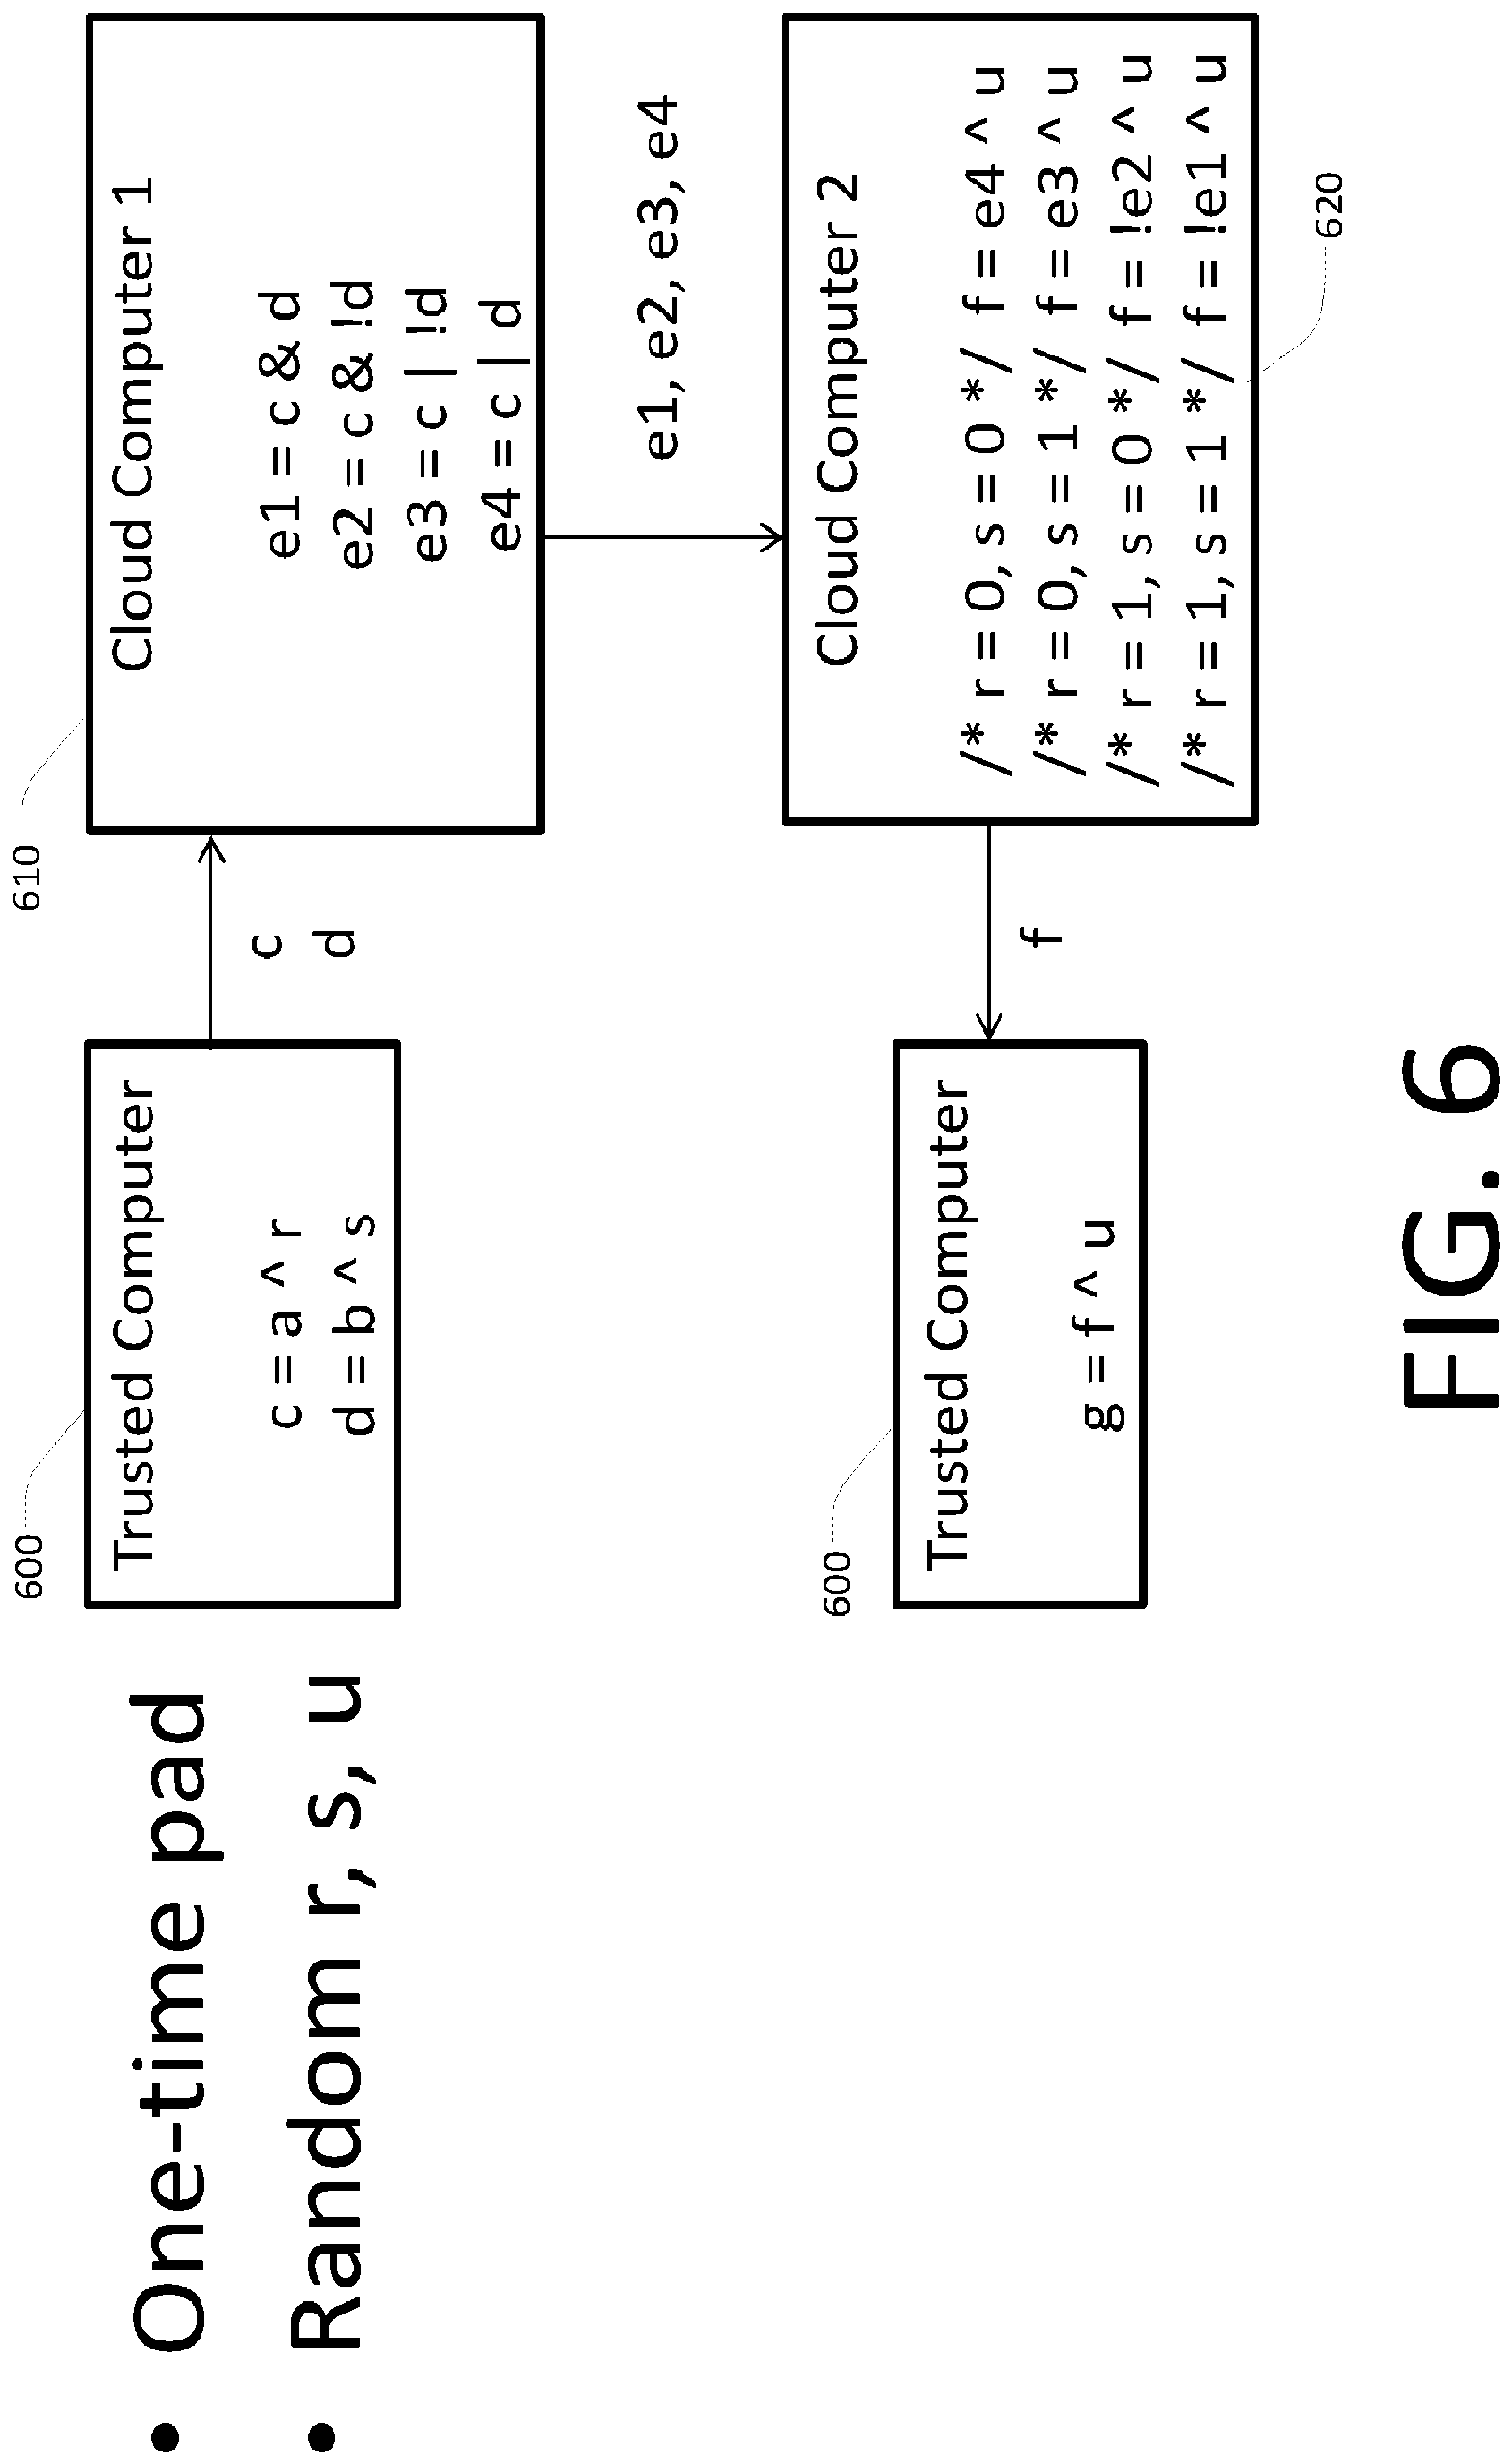 • One-time pad
• Random r, s, u
600
Trusted Computer
c = a ^ r
d = b ^ s
c
d
610
Cloud Computer 1
e1 = c & d
e2 = c & !d
e3 = c | !d
e4 = c | d
e1, e2, e3, e4
Cloud Computer 2
/* r = 0, s = 0 */ f = e4 ^ u
/* r = 0, s = 1 */ f = e3 ^ u
/* r = 1, s = 0 */ f = !e2 ^ u
/* r = 1, s = 1 */ f = !e1 ^ u
620
f
600
Trusted Computer
g = f ^ u
FIG. 6